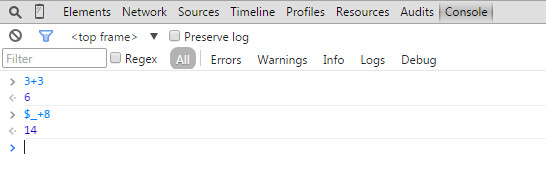 Elements Network Sources Timeline Profiles Resources Audits Console
<top frame> ▼ Preserve log
Filter Regex All Errors Warnings Info Logs Debug
> 3+3
< 6
> $_+8
< 14
>